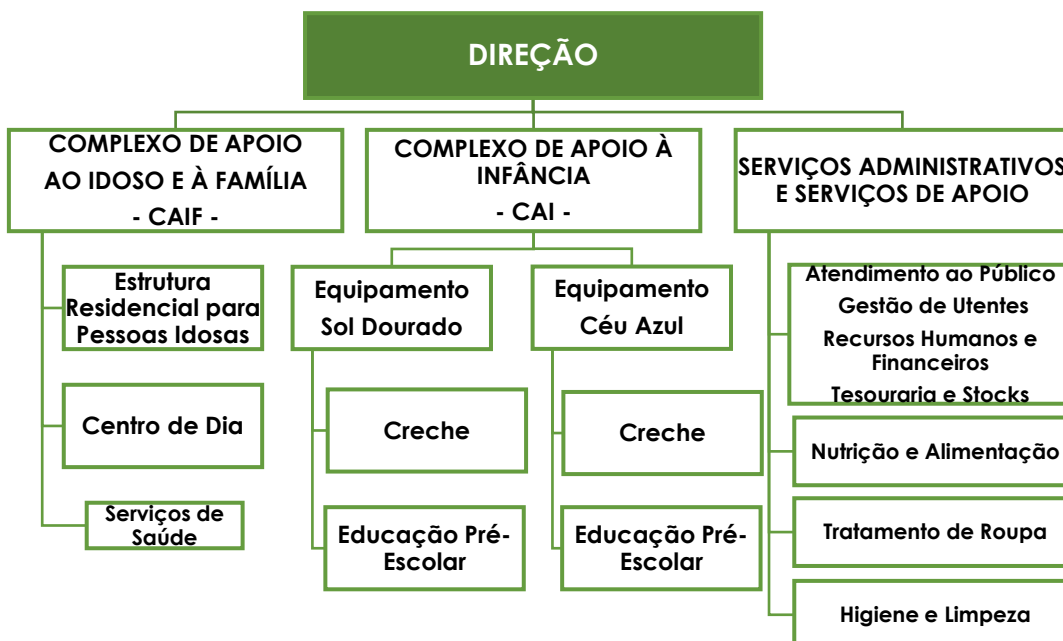 DIREÇÃO
COMPLEXO DE APOIO
AO IDOSO E À FAMÍLIA
- CAIF -
Estrutura
Residencial para
Pessoas Idosas
Centro de Dia
Serviços de
Saúde
COMPLEXO DE APOIO À
INFÂNCIA
- CAI -
Equipamento
Sol Dourado
Creche
Educação Pré-
Escolar
Equipamento
Céu Azul
Creche
Educação Pré-
Escolar
SERVIÇOS ADMINISTRATIVOS
E SERVIÇOS DE APOIO
Atendimento ao Público
Gestão de Utentes
Recursos Humanos e
Financeiros
Tesouraria e Stocks
Nutrição e Alimentação
Tratamento de Roupa
Higiene e Limpeza